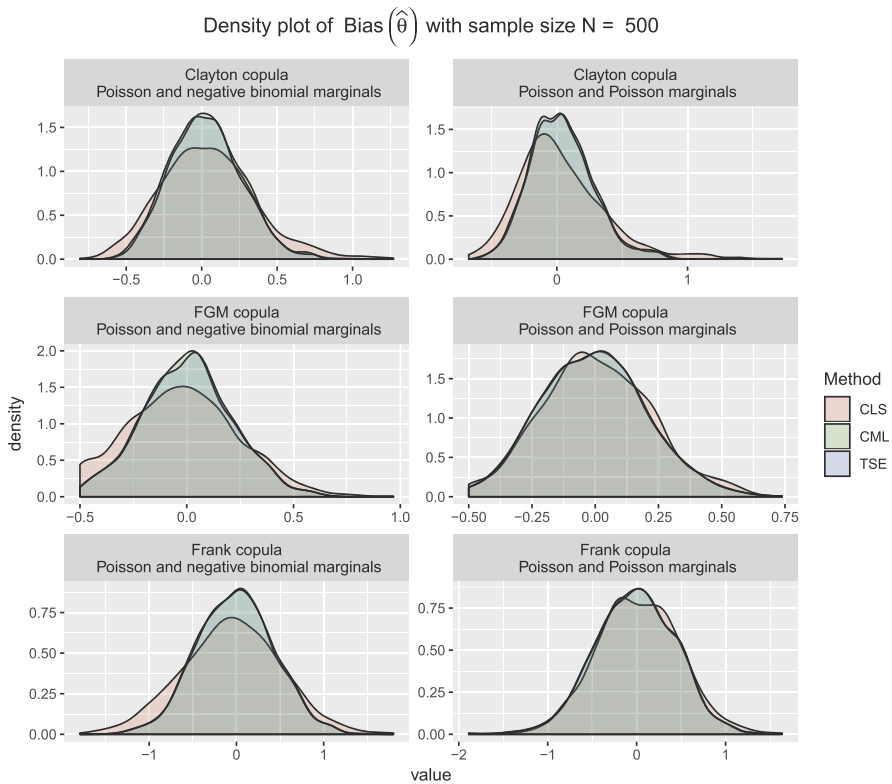 Density plot of Bias(θ̂) with sample size N = 500
Clayton copula
Poisson and negative binomial marginals
Clayton copula
Poisson and Poisson marginals
1.5
1.0
0.5
0.0
−0.5 0.0 0.5 1.0
1.5
1.0
0.5
0.0
0 1
FGM copula
Poisson and negative binomial marginals
FGM copula
Poisson and Poisson marginals
2.0
1.5
1.0
0.5
0.0
−0.5 0.0 0.5 1.0
1.5
1.0
0.5
0.0
−0.50 −0.25 0.00 0.25 0.50 0.75
Frank copula
Poisson and negative binomial marginals
Frank copula
Poisson and Poisson marginals
0.75
0.50
0.25
0.00
−1 0 1
0.75
0.50
0.25
0.00
−2 −1 0 1
density
value
Method
CLS
CML
TSE